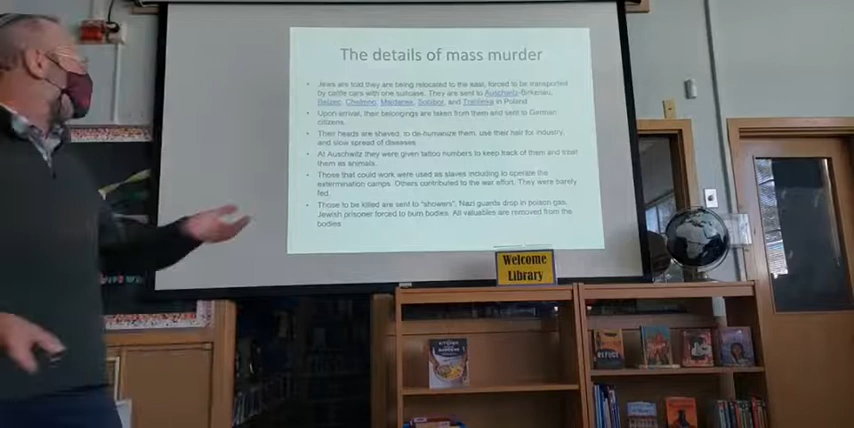 The details of mass murder
• Jews are told they are being relocated to the east, forced to be transported
by cattle cars with one suitcase. They are sent to Auschwitz-Birkenau,
Belzec, Chelmno, Majdanek, Sobibor, and Treblinka in Poland
• Upon arrival, their belongings are taken from them and sent to German
citizens.
• Their heads are shaved, to de-humanize them, use their hair for industry,
and slow spread of diseases
• At Auschwitz they were given tattoo numbers to keep track of them and treat
them as animals.
• Those that could work were used as slaves including to operate the
extermination camps. Others contributed to the war effort. They were barely
fed.
• Those to be killed are sent to "showers". Nazi guards drop in poison gas.
Jewish prisoner forced to burn bodies. All valuables are removed from the
bodies
Welcome
Library
REFUGEE